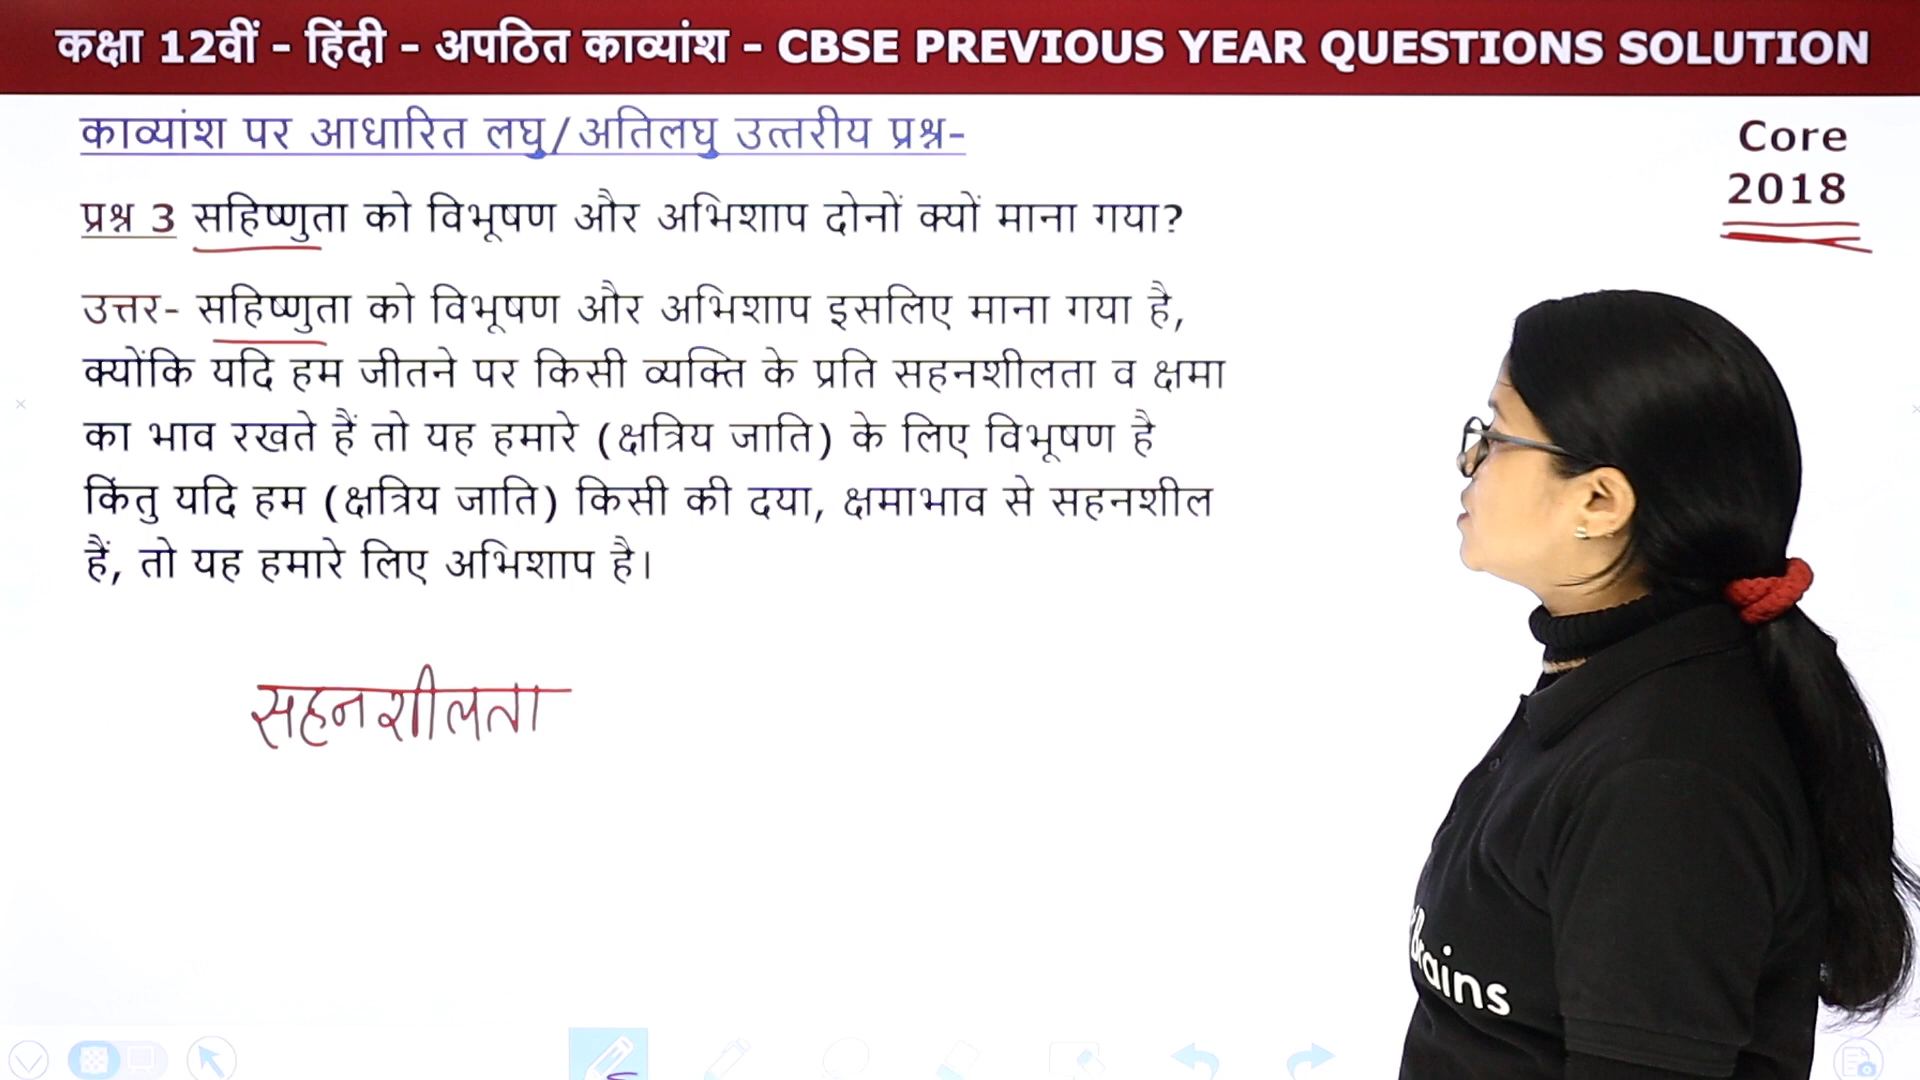 कक्षा 12वीं - हिंदी - अपठित काव्यांश - CBSE PREVIOUS YEAR QUESTIONS SOLUTION
काव्यांश पर आधारित लघु/अतिलघु उत्तरीय प्रश्न-
Core
2018
प्रश्न 3 सहिष्णुता को विभूषण और अभिशाप दोनों क्यों माना गया?
उत्तर- सहिष्णुता को विभूषण और अभिशाप इसलिए माना गया है,
क्योंकि यदि हम जीतने पर किसी व्यक्ति के प्रति सहनशीलता व क्षमा
का भाव रखते हैं तो यह हमारे (क्षत्रिय जाति) के लिए विभूषण है
किंतु यदि हम (क्षत्रिय जाति) किसी की दया, क्षमाभाव से सहनशील
हैं, तो यह हमारे लिए अभिशाप है।
सहनशीलता
Brains